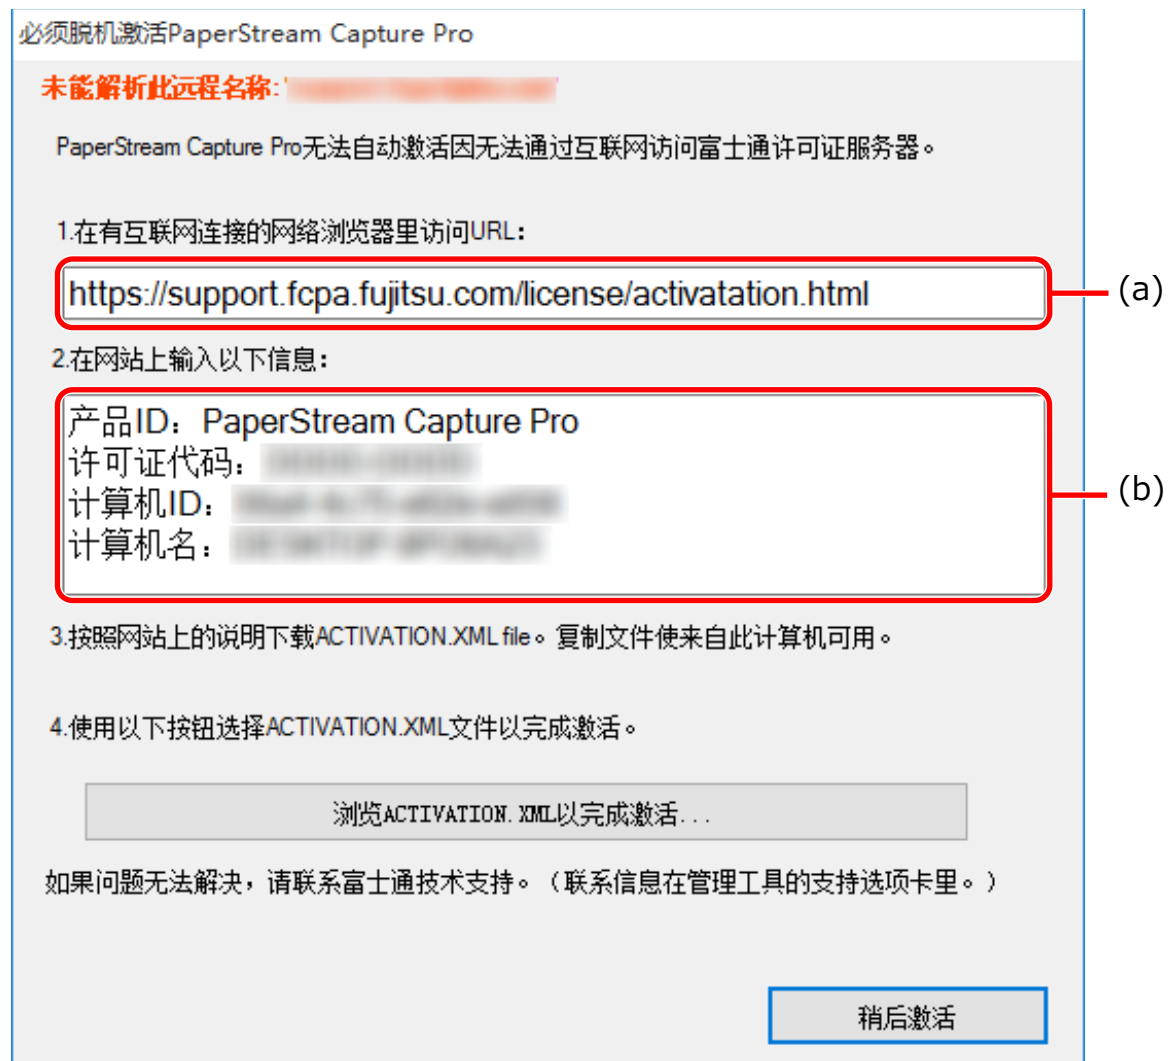 必须脱机激活PaperStream Capture Pro
未能解析此远程名称:'
PaperStream Capture Pro无法自动激活因无法通过互联网访问富士通许可证服务器。
1.在有互联网连接的网络浏览器里访问URL：
https://support.fcpa.fujitsu.com/license/activatation.html
(a)
2.在网站上输入以下信息：
产品ID：PaperStream Capture Pro
许可证代码：
计算机ID：
计算机名：
(b)
3.按照网站上的说明下载ACTIVATION.XML file。复制文件使来自此计算机可用。
4.使用以下按钮选择ACTIVATION.XML文件以完成激活。
浏览ACTIVATION.XML以完成激活...
如果问题无法解决，请联系富士通技术支持。（联系信息在管理工具的支持选项卡里。）
稍后激活